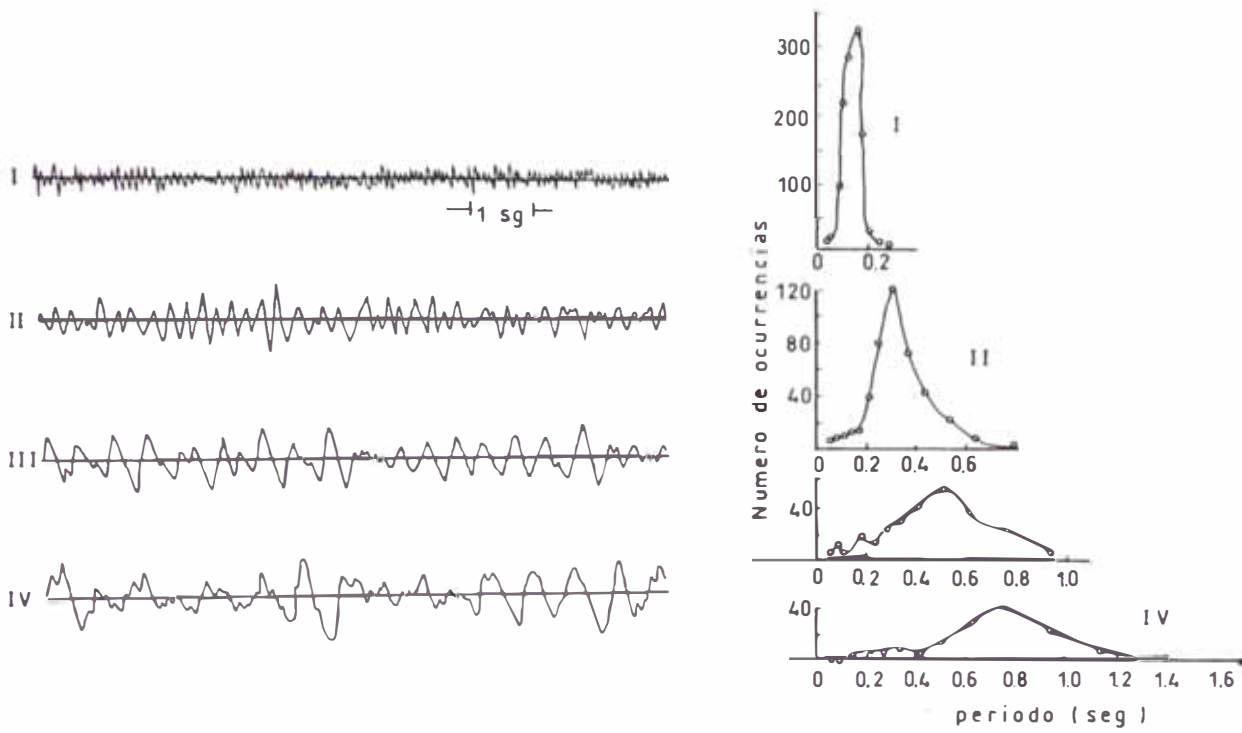 I
1 sg
II
III
IV
Numero de ocurrencias
300
200
100
I
0 0.2
120
80
40
II
0 0.2 0.4 0.6
40
0 0.2 0.4 0.6 0.8 1.0
40
IV
0 0.2 0.4 0.6 0.8 1.0 1.2 1.4 1.6
periodo (seg)